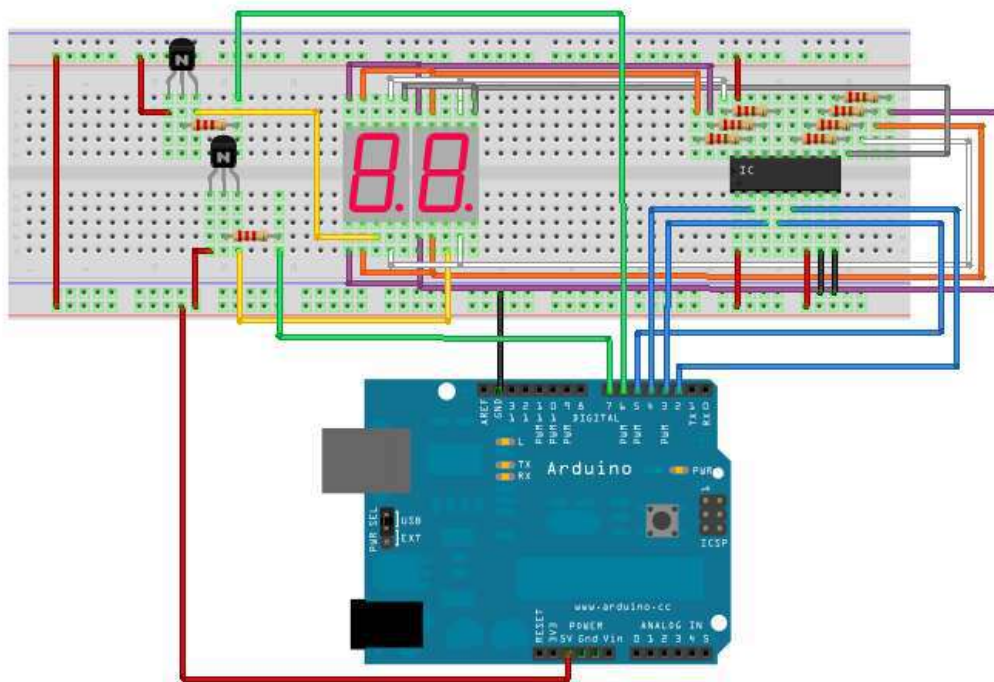 N
N
8.8.
IC
AREF
GND
13
12
11
10
9
8
7
6
5
4
3
2
1
0
PWM
PWM
PWM
PWM
PWM
PWM
TX
RX
DIGITAL
L
TX
RX
Arduino
PWR
1
ICSP
PWR SEL
USB
EXT
www.arduino.cc
POWER
ANALOG IN
RESET
3V3
5V
Gnd
Vin
0
1
2
3
4
5